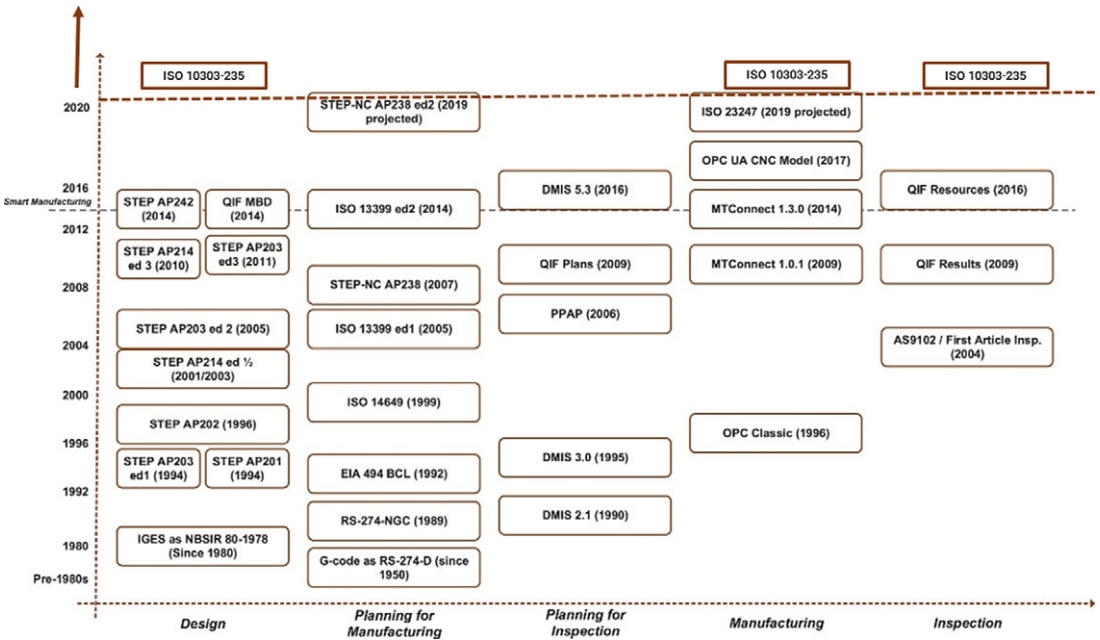 ISO 10303-235
ISO 10303-235
ISO 10303-235
2020
STEP-NC AP238 ed2 (2019
projected)
ISO 23247 (2019 projected)
OPC UA CNC Model (2017)
2016
Smart Manufacturing
STEP AP242
(2014)
QIF MBD
(2014)
ISO 13399 ed2 (2014)
DMIS 5.3 (2016)
MTConnect 1.3.0 (2014)
QIF Resources (2016)
2012
STEP AP214
ed 3 (2010)
STEP AP203
ed3 (2011)
QIF Plans (2009)
MTConnect 1.0.1 (2009)
QIF Results (2009)
2008
STEP-NC AP238 (2007)
PPAP (2006)
STEP AP203 ed 2 (2005)
ISO 13399 ed1 (2005)
2004
AS9102 / First Article Insp.
(2004)
STEP AP214 ed ½
(2001/2003)
2000
ISO 14649 (1999)
STEP AP202 (1996)
OPC Classic (1996)
1996
STEP AP203
ed1 (1994)
STEP AP201
(1994)
EIA 494 BCL (1992)
DMIS 3.0 (1995)
1992
RS-274-NGC (1989)
DMIS 2.1 (1990)
1980
IGES as NBSIR 80-1978
(Since 1980)
G-code as RS-274-D (since
1950)
Pre-1980s
Design
Planning for
Manufacturing
Planning for
Inspection
Manufacturing
Inspection